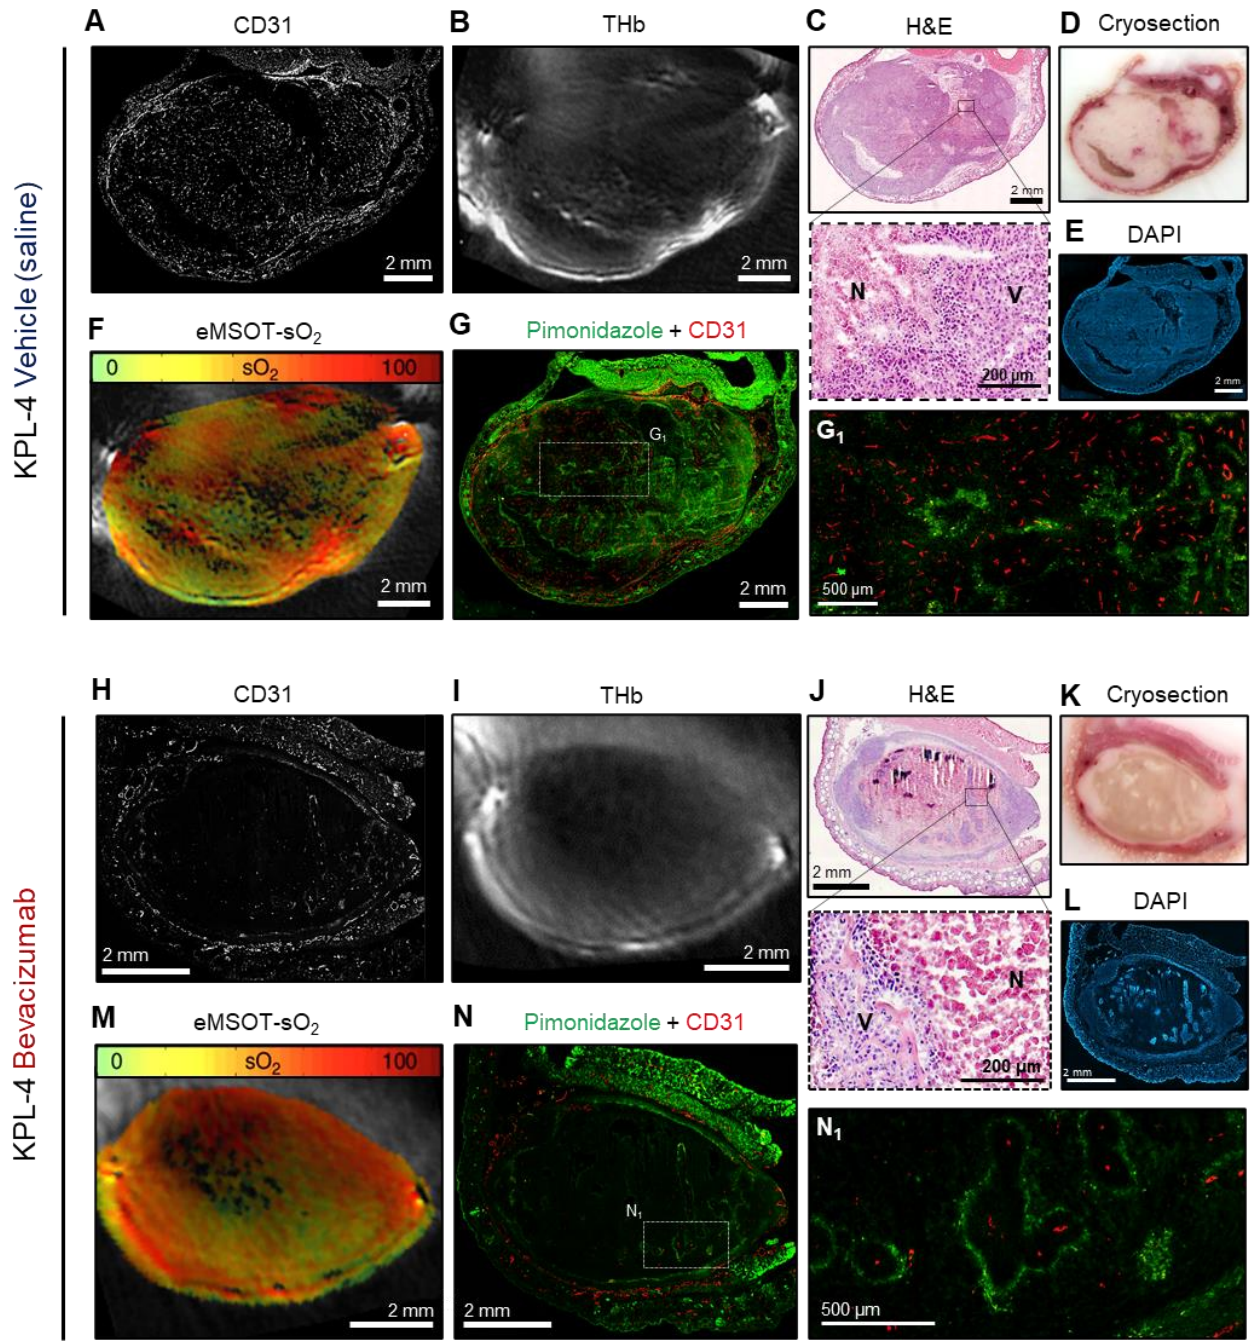 KPL-4 Vehicle (saline)
A CD31
2 mm
B THb
2 mm
C H&E
2 mm
N V
200 µm
D Cryosection
E DAPI
2 mm
F eMSOT-sO₂
0 sO₂ 100
2 mm
G Pimonidazole + CD31
G₁
2 mm
G₁
500 µm
KPL-4 Bevacizumab
H CD31
2 mm
I THb
2 mm
J H&E
2 mm
V N
200 µm
K Cryosection
L DAPI
2 mm
M eMSOT-sO₂
0 sO₂ 100
2 mm
N Pimonidazole + CD31
N₁
2 mm
N₁
500 µm